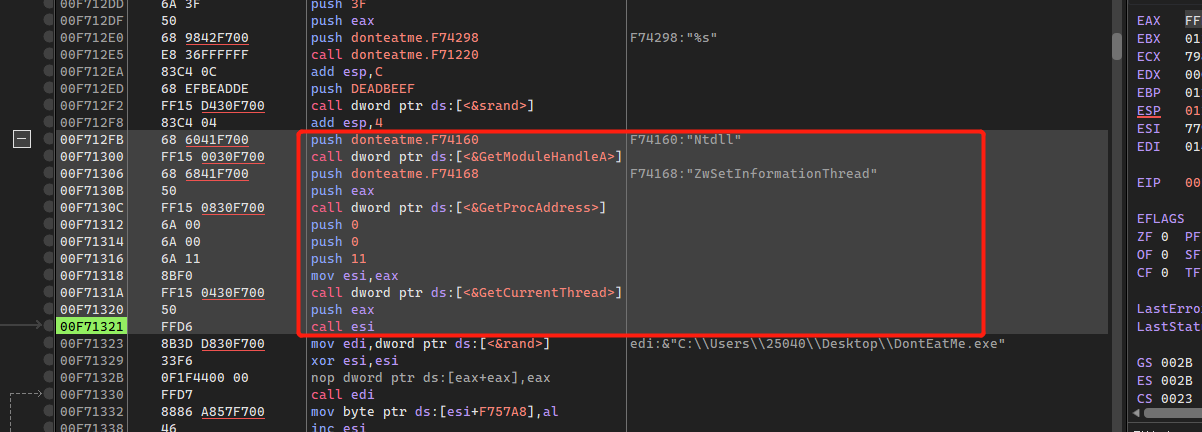 00F712DD 6A 3F push 3F
00F712DF 50 push eax
00F712E0 68 9842F700 push donteatme.F74298 F74298:"%s"
00F712E5 E8 36FFFFFF call donteatme.F71220
00F712EA 83C4 0C add esp,C
00F712ED 68 EFBEADDE push DEADBEEF
00F712F2 FF15 D430F700 call dword ptr ds:[<&srand>]
00F712F8 83C4 04 add esp,4
00F712FB 68 6041F700 push donteatme.F74160 F74160:"Ntdll"
00F71300 FF15 0030F700 call dword ptr ds:[<&GetModuleHandleA>]
00F71306 68 6841F700 push donteatme.F74168 F74168:"ZwSetInformationThread"
00F7130B 50 push eax
00F7130C FF15 0830F700 call dword ptr ds:[<&GetProcAddress>]
00F71312 6A 00 push 0
00F71314 6A 00 push 0
00F71316 6A 11 push 11
00F71318 8BF0 mov esi,eax
00F7131A FF15 0430F700 call dword ptr ds:[<&GetCurrentThread>]
00F71320 50 push eax
00F71321 FFD6 call esi
00F71323 8B3D D830F700 mov edi,dword ptr ds:[<&rand>] edi:&"C:\\Users\\25040\\Desktop\\DontEatMe.exe"
00F71329 33F6 xor esi,esi
00F7132B 0F1F4400 00 nop dword ptr ds:[eax+eax],eax
00F71330 FFD7 call edi
00F71332 8886 A857F700 mov byte ptr ds:[esi+F757A8],al
00F71338 46 inc esi
EAX FF
EBX 01
ECX 79
EDX 00
EBP 01
ESP 01
ESI 77
EDI 01
EIP 00
EFLAGS
ZF 0 PF
OF 0 SF
CF 0 TF
LastErro
LastStat
GS 002B
ES 002B
CS 0023